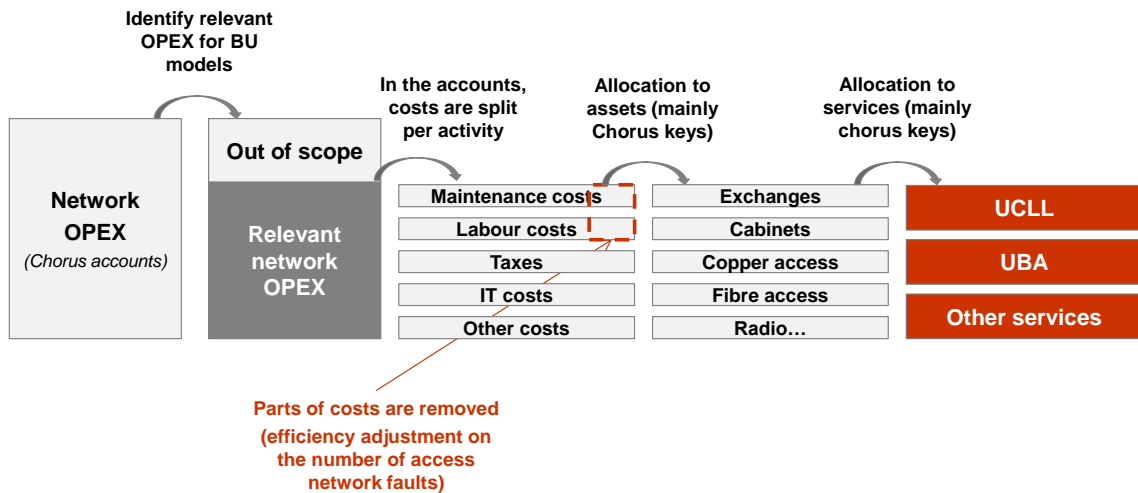 Identify relevant
OPEX for BU
models
In the accounts,
costs are split
per activity
Allocation to
assets (mainly
Chorus keys)
Allocation to
services (mainly
chorus keys)
Network
OPEX
(Chorus accounts)
Out of scope
Relevant
network
OPEX
Maintenance costs
Labour costs
Taxes
IT costs
Other costs
Exchanges
Cabinets
Copper access
Fibre access
Radio…
UCLL
UBA
Other services
Parts of costs are removed
(efficiency adjustment on
the number of access
network faults)